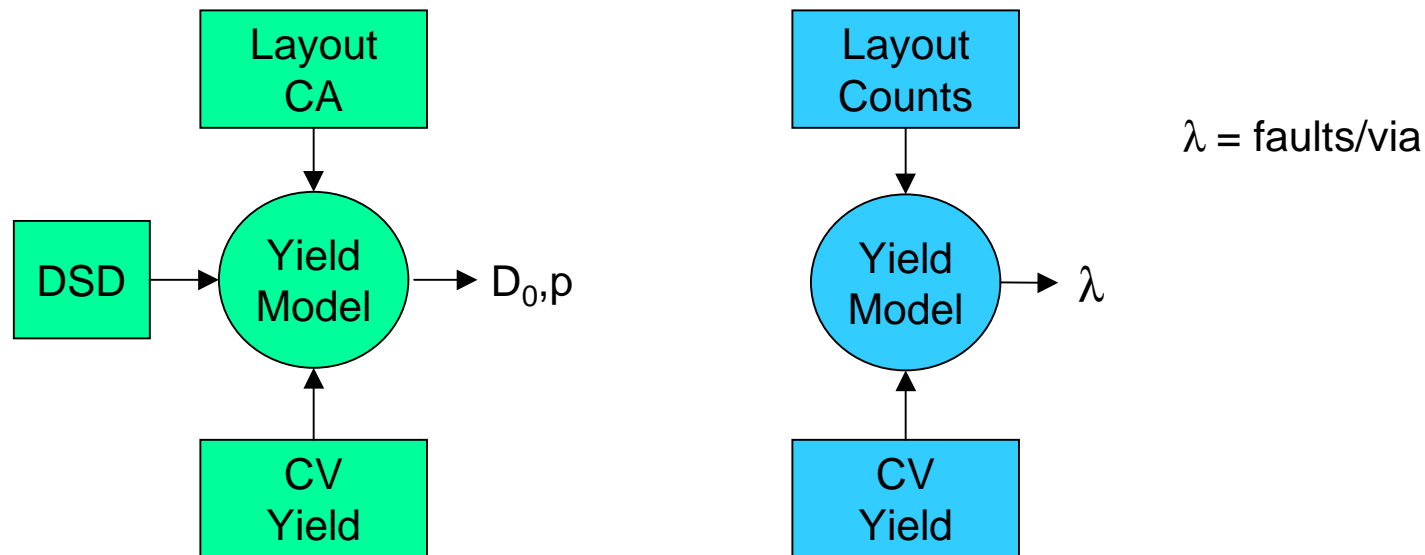 Layout
CA
DSD
Yield
Model
D₀,p
CV
Yield
Layout
Counts
Yield
Model
λ
CV
Yield
λ = faults/via